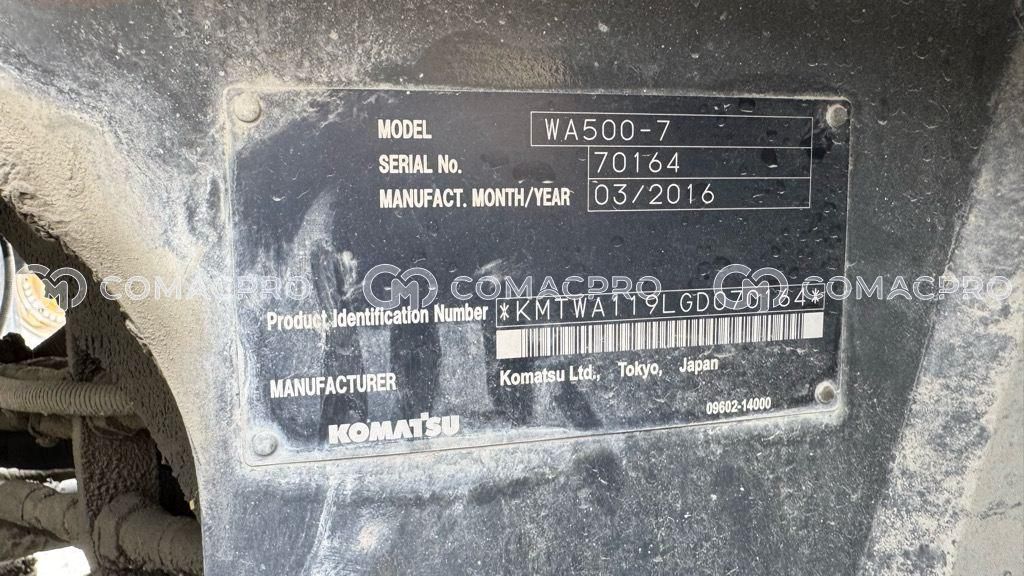 MODEL WA500-7
SERIAL No. 70164
MANUFACT. MONTH/YEAR 03/2016
COMACPRO COMACPRO COMACPRO
Product Identification Number *KMTWA119LGD070164*
MANUFACTURER Komatsu Ltd., Tokyo, Japan
09602-14000
KOMATSU